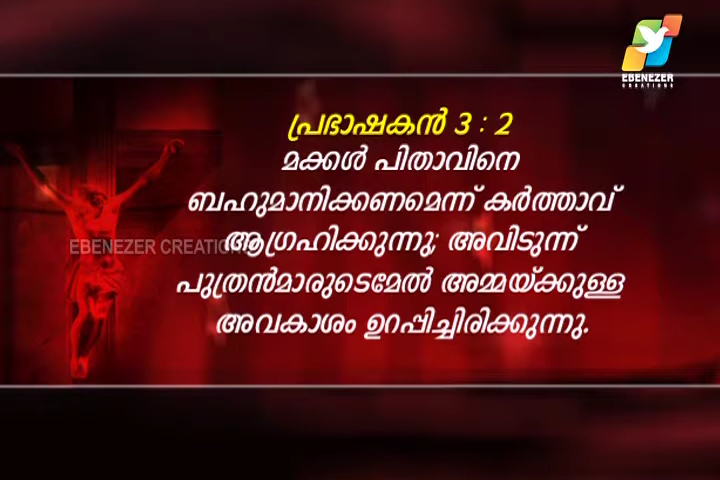 EBENEZER
CREATIONS
പ്രഭാഷകൻ 3 : 2
മക്കൾ പിതാവിനെ
ബഹുമാനിക്കണമെന്ന് കർത്താവ്
ആഗ്രഹിക്കുന്നു; അവിടുന്ന്
EBENEZER CREATIONS
പുത്രൻമാരുടെമേൽ അമ്മയ്ക്കുള്ള
അവകാശം ഉറപ്പിച്ചിരിക്കുന്നു.